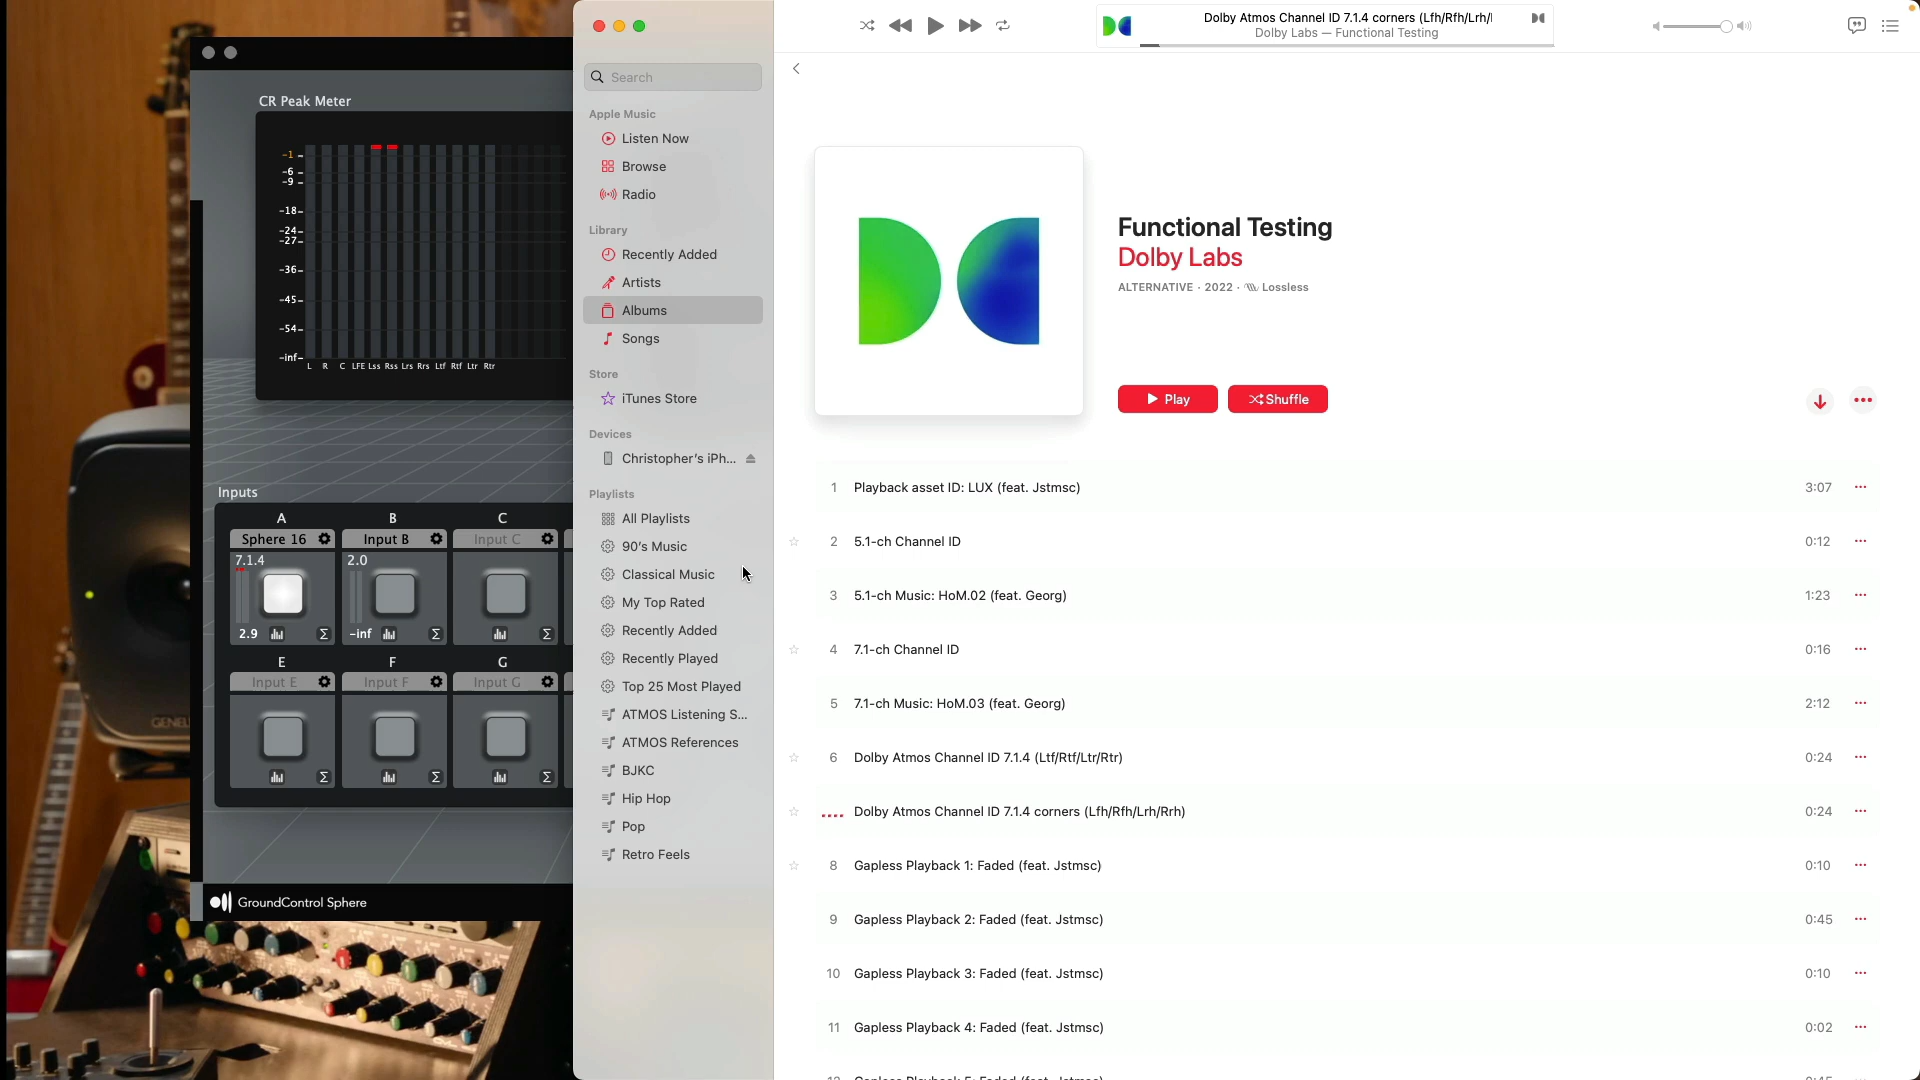 CR Peak Meter
-1
-6
-9
-18
-24
-27
-36
-45
-54
-inf
L R C LFE Lss Rss Lrs Rrs Ltf Rtf Ltr Rtr
Inputs
A B C
Sphere 16 Input B Input C
7.1.4 2.0
2.9 -inf
E F G
Input E Input F Input G
GroundControl Sphere
Search
Apple Music
Listen Now
Browse
Radio
Library
Recently Added
Artists
Albums
Songs
Store
iTunes Store
Devices
Christopher's iPh...
Playlists
All Playlists
90's Music
Classical Music
My Top Rated
Recently Added
Recently Played
Top 25 Most Played
ATMOS Listening S...
ATMOS References
BJKC
Hip Hop
Pop
Retro Feels
Dolby Atmos Channel ID 7.1.4 corners (Lfh/Rfh/Lrh/
Dolby Labs — Functional Testing
Functional Testing
Dolby Labs
ALTERNATIVE · 2022 · Lossless
Play Shuffle
1 Playback asset ID: LUX (feat. Jstmsc) 3:07
2 5.1-ch Channel ID 0:12
3 5.1-ch Music: HoM.02 (feat. Georg) 1:23
4 7.1-ch Channel ID 0:16
5 7.1-ch Music: HoM.03 (feat. Georg) 2:12
6 Dolby Atmos Channel ID 7.1.4 (Ltf/Rtf/Ltr/Rtr) 0:24
Dolby Atmos Channel ID 7.1.4 corners (Lfh/Rfh/Lrh/Rrh) 0:24
8 Gapless Playback 1: Faded (feat. Jstmsc) 0:10
9 Gapless Playback 2: Faded (feat. Jstmsc) 0:45
10 Gapless Playback 3: Faded (feat. Jstmsc) 0:10
11 Gapless Playback 4: Faded (feat. Jstmsc) 0:02